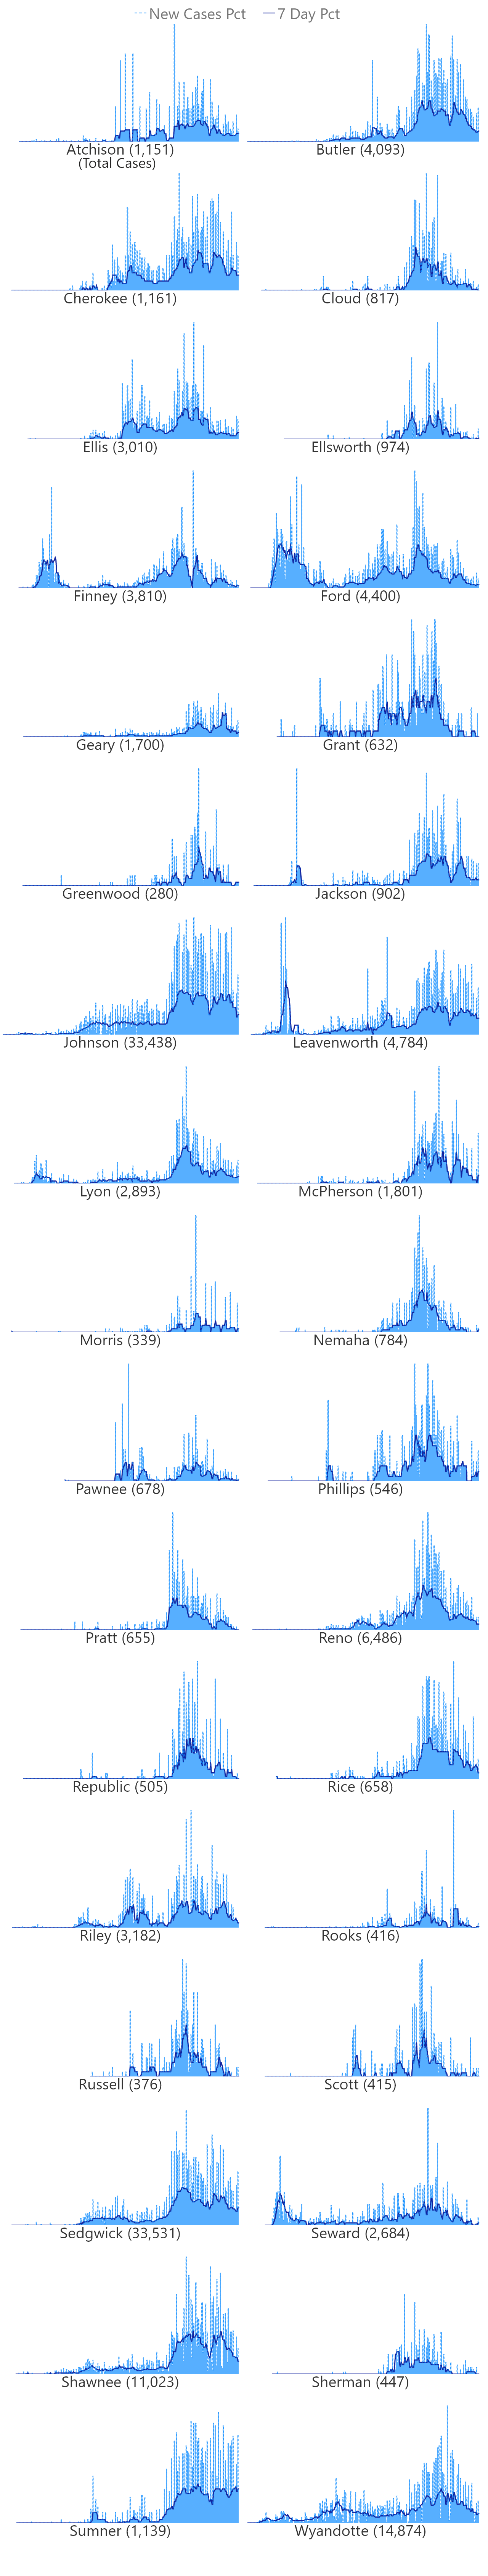 New Cases Pct 7 Day Pct
Atchison (1,151) Butler (4,093)
(Total Cases)
Cherokee (1,161) Cloud (817)
Ellis (3,010) Ellsworth (974)
Finney (3,810) Ford (4,400)
Geary (1,700) Grant (632)
Greenwood (280) Jackson (902)
Johnson (33,438) Leavenworth (4,784)
Lyon (2,893) McPherson (1,801)
Morris (339) Nemaha (784)
Pawnee (678) Phillips (546)
Pratt (655) Reno (6,486)
Republic (505) Rice (658)
Riley (3,182) Rooks (416)
Russell (376) Scott (415)
Sedgwick (33,531) Seward (2,684)
Shawnee (11,023) Sherman (447)
Sumner (1,139) Wyandotte (14,874)